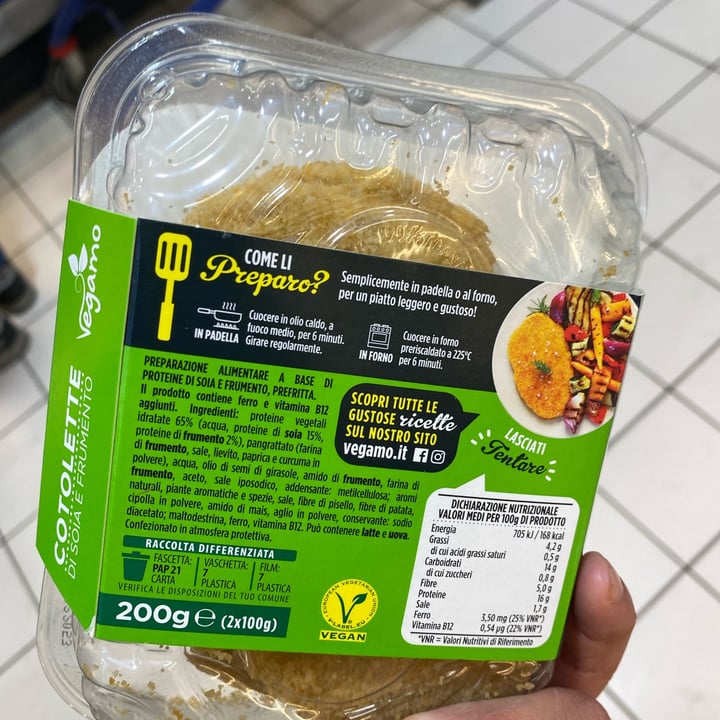 Vegamo
COTOLETTE
DI SOIA E FRUMENTO
COME LI
Preparo?
Semplicemente in padella o al forno,
per un piatto leggero e gustoso!
IN PADELLA
Cuocere in olio caldo, a
fuoco medio, per 6 minuti.
Girare regolarmente.
IN FORNO
Cuocere in forno
preriscaldato a 225°C
per 6 minuti.
PREPARAZIONE ALIMENTARE A BASE DI
PROTEINE DI SOIA E FRUMENTO, PREFRITTA.
Il prodotto contiene ferro e vitamina B12
aggiunti. Ingredienti: proteine vegetali
idratate 65% (acqua, proteine di soia 15%,
proteine di frumento 2%), pangrattato (farina
di frumento, sale, lievito, paprica e curcuma in
polvere), acqua, olio di semi di girasole, amido di frumento, farina di
frumento, aceto, sale iposodico, addensante: metilcellulosa; aromi
naturali, piante aromatiche e spezie, sale, fibre di pisello, fibre di patata,
cipolla in polvere, amido di mais, aglio in polvere, conservante: sodio
diacetato; maltodestrina, ferro, vitamina B12. Può contenere latte e uova.
Confezionato in atmosfera protettiva.
SCOPRI TUTTE LE
GUSTOSE ricette
SUL NOSTRO SITO
vegamo.it
LASCIATI
Tentare
RACCOLTA DIFFERENZIATA
FASCETTA:
PAP 21
CARTA
VASCHETTA:
7
PLASTICA
FILM:
7
PLASTICA
VERIFICA LE DISPOSIZIONI DEL TUO COMUNE
200g e (2x100g)
EUROPEAN VEGETARIAN UNION
V-LABEL.EU
VEGAN
DICHIARAZIONE NUTRIZIONALE
VALORI MEDI PER 100g DI PRODOTTO
Energia 705 kJ / 168 kcal
Grassi 4,2 g
di cui acidi grassi saturi 0,5 g
Carboidrati 14 g
di cui zuccheri 0,8 g
Fibre 5,0 g
Proteine 16 g
Sale 1,7 g
Ferro 3,50 mg (25% VNR*)
Vitamina B12 0,54 µg (22% VNR*)
*VNR = Valori Nutritivi di Riferimento